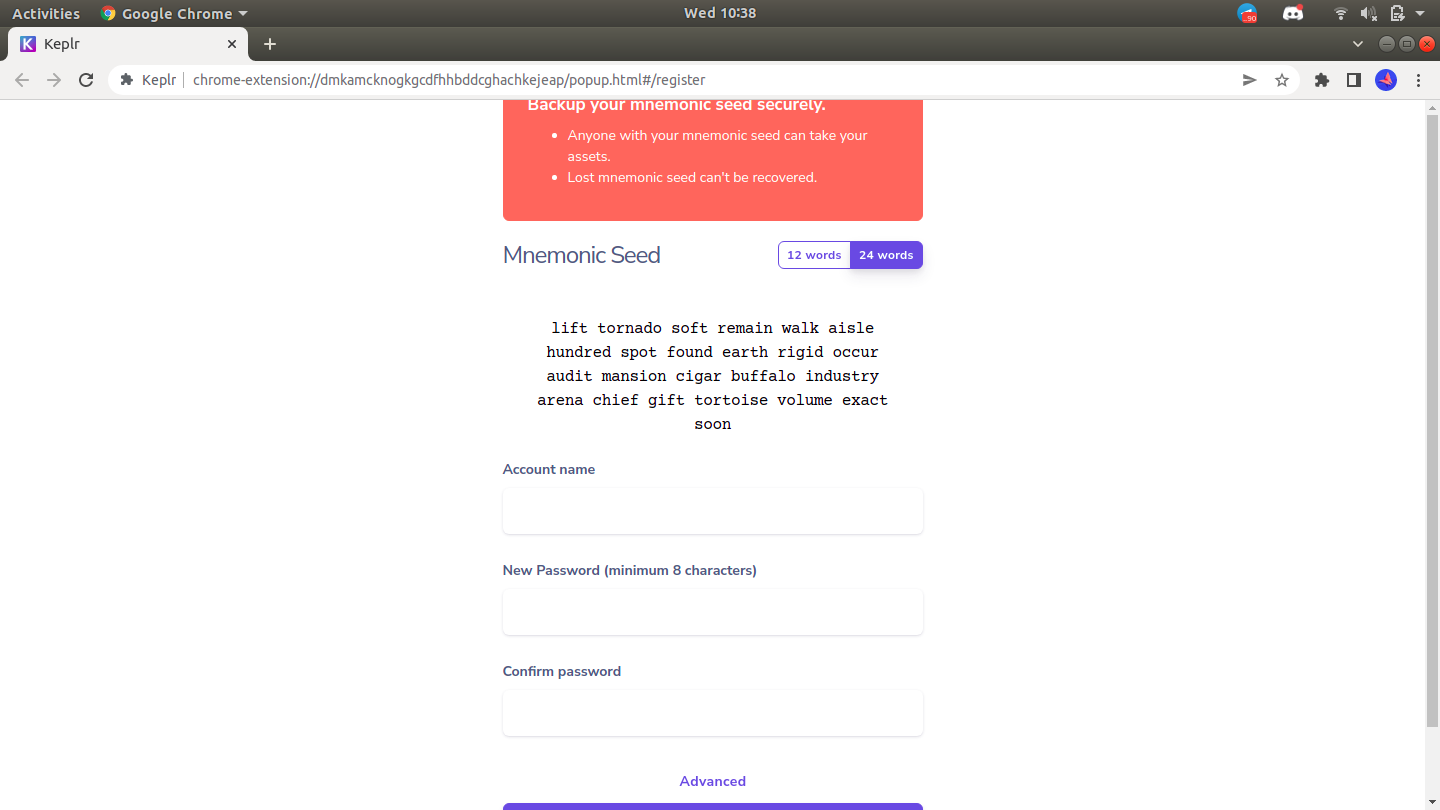 Activities Google Chrome Wed 10:38 90
Keplr
Keplr chrome-extension://dmkamcknogkgcdfhhbddcghachkejeap/popup.html#/register
Backup your mnemonic seed securely.
• Anyone with your mnemonic seed can take your
assets.
• Lost mnemonic seed can't be recovered.
Mnemonic Seed 12 words 24 words
lift tornado soft remain walk aisle
hundred spot found earth rigid occur
audit mansion cigar buffalo industry
arena chief gift tortoise volume exact
soon
Account name
New Password (minimum 8 characters)
Confirm password
Advanced